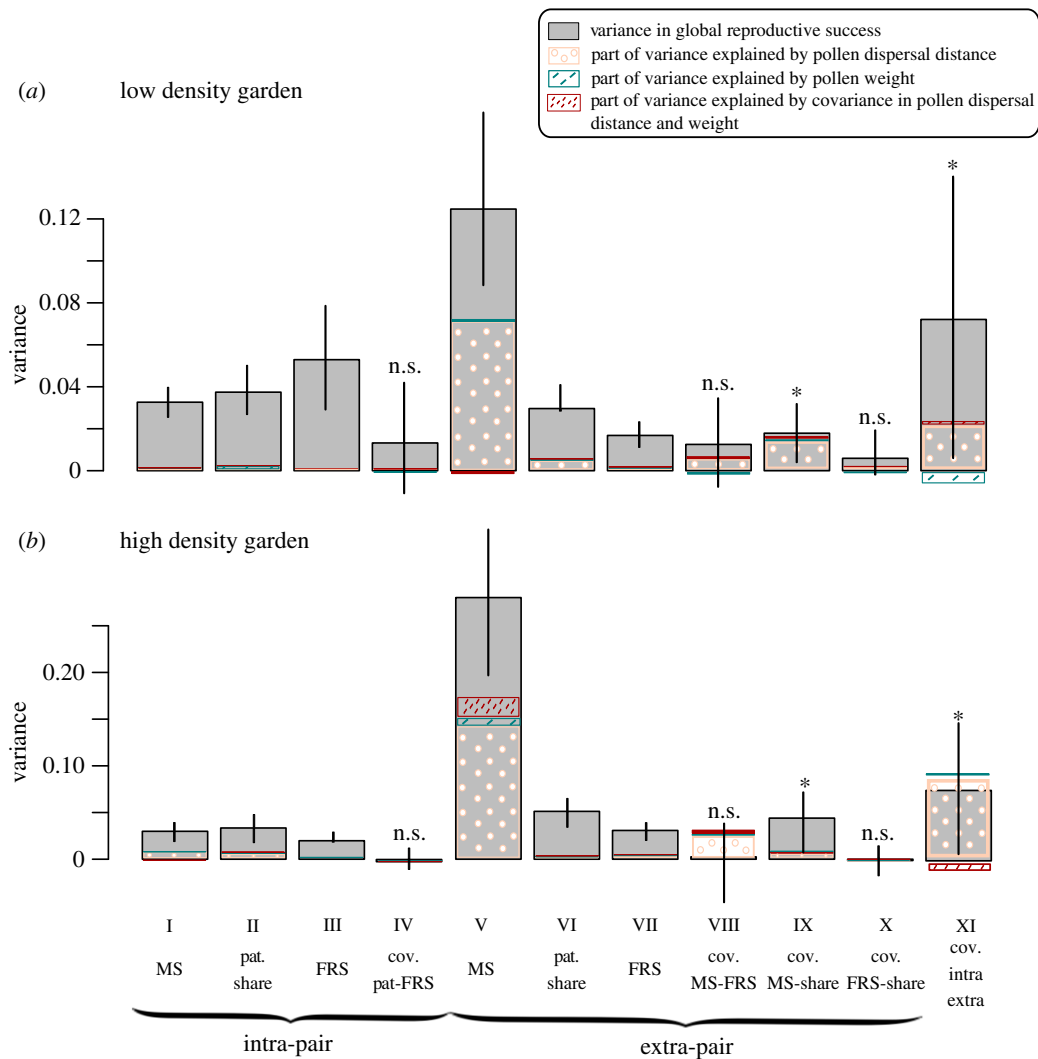 variance in global reproductive success
part of variance explained by pollen dispersal distance
part of variance explained by pollen weight
part of variance explained by covariance in pollen dispersal
distance and weight
(a) low density garden
variance
0.12
0.08
0.04
0
n.s.
n.s.
*
n.s.
*
(b) high density garden
variance
0.20
0.10
0
n.s.
n.s.
*
n.s.
*
I II III IV V VI VII VIII IX X XI
MS
pat.
share
FRS
cov.
pat-FRS
MS
pat.
share
FRS
cov.
MS-FRS
cov.
MS-share
cov.
FRS-share
cov.
intra
extra
intra-pair
extra-pair